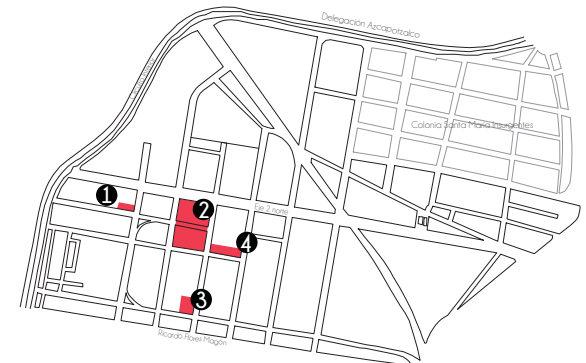 Delegación Azcapotzalco
Colonia Santa María Insurgentes
1
2
Eje 2 norte
4
3
Ricardo Flores Magón